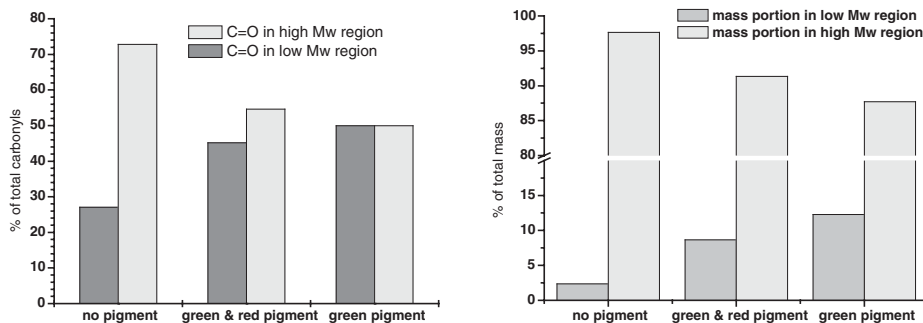 80
70
60
50
40
30
20
10
0
% of total carbonyls
C=O in high Mw region
C=O in low Mw region
no pigment
green & red pigment
green pigment
100
95
90
85
80
15
10
5
0
% of total mass
mass portion in low Mw region
mass portion in high Mw region
no pigment
green & red pigment
green pigment